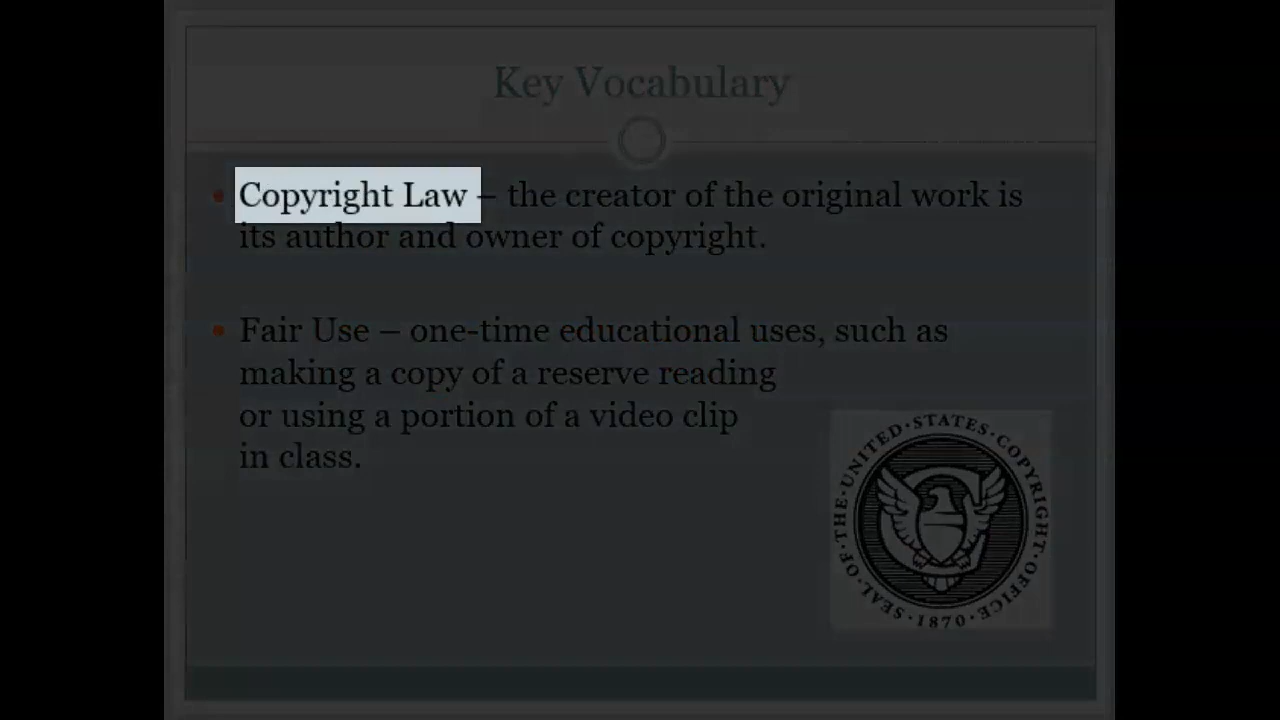 Key Vocabulary
• Copyright Law – the creator of the original work is
its author and owner of copyright.
• Fair Use – one-time educational uses, such as
making a copy of a reserve reading
or using a portion of a video clip
in class.
SEAL·OF·THE·UNITED·STATES·COPYRIGHT·OFFICE·
·1870·